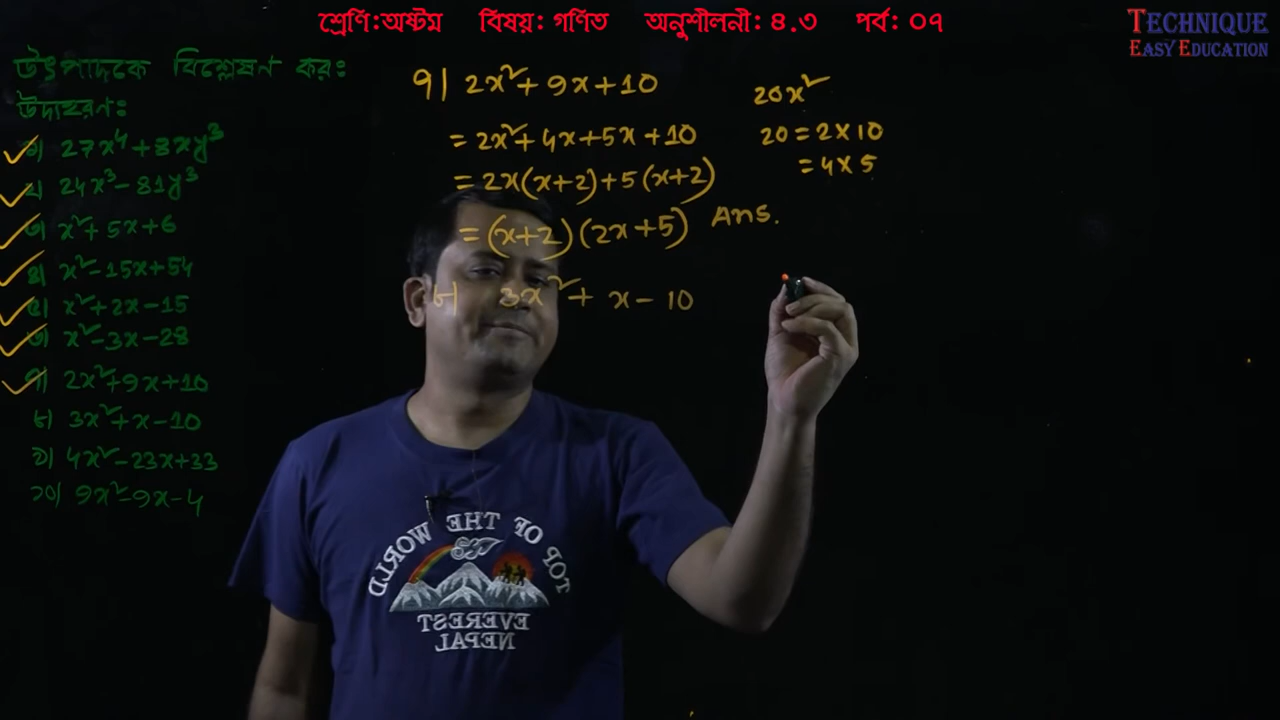 শ্রেণি:অষ্টম বিষয়: গণিত অনুশীলনী: ৪.৩ পর্ব: ০৭
TECHNIQUE
EASY EDUCATION
উৎপাদকে বিশ্লেষণ কর:
উদাহরণ:
১। 27x⁴+8xy³
২। 24x³-81y³
৩। x²+5x+6
৪। x²-15x+54
৫। x²+2x-15
৬। x²-3x-28
৭। 2x²+9x+10
৮। 3x²+x-10
৯। 4x²-23x+33
১০। 9x²-9x-4
৭। 2x²+9x+10
=2x²+4x+5x+10
=2x(x+2)+5(x+2)
=(x+2)(2x+5) Ans.
৮। 3x²+x-10
20x²
20=2×10
=4×5
TOP OF THE WORLD
EVEREST
NEPAL